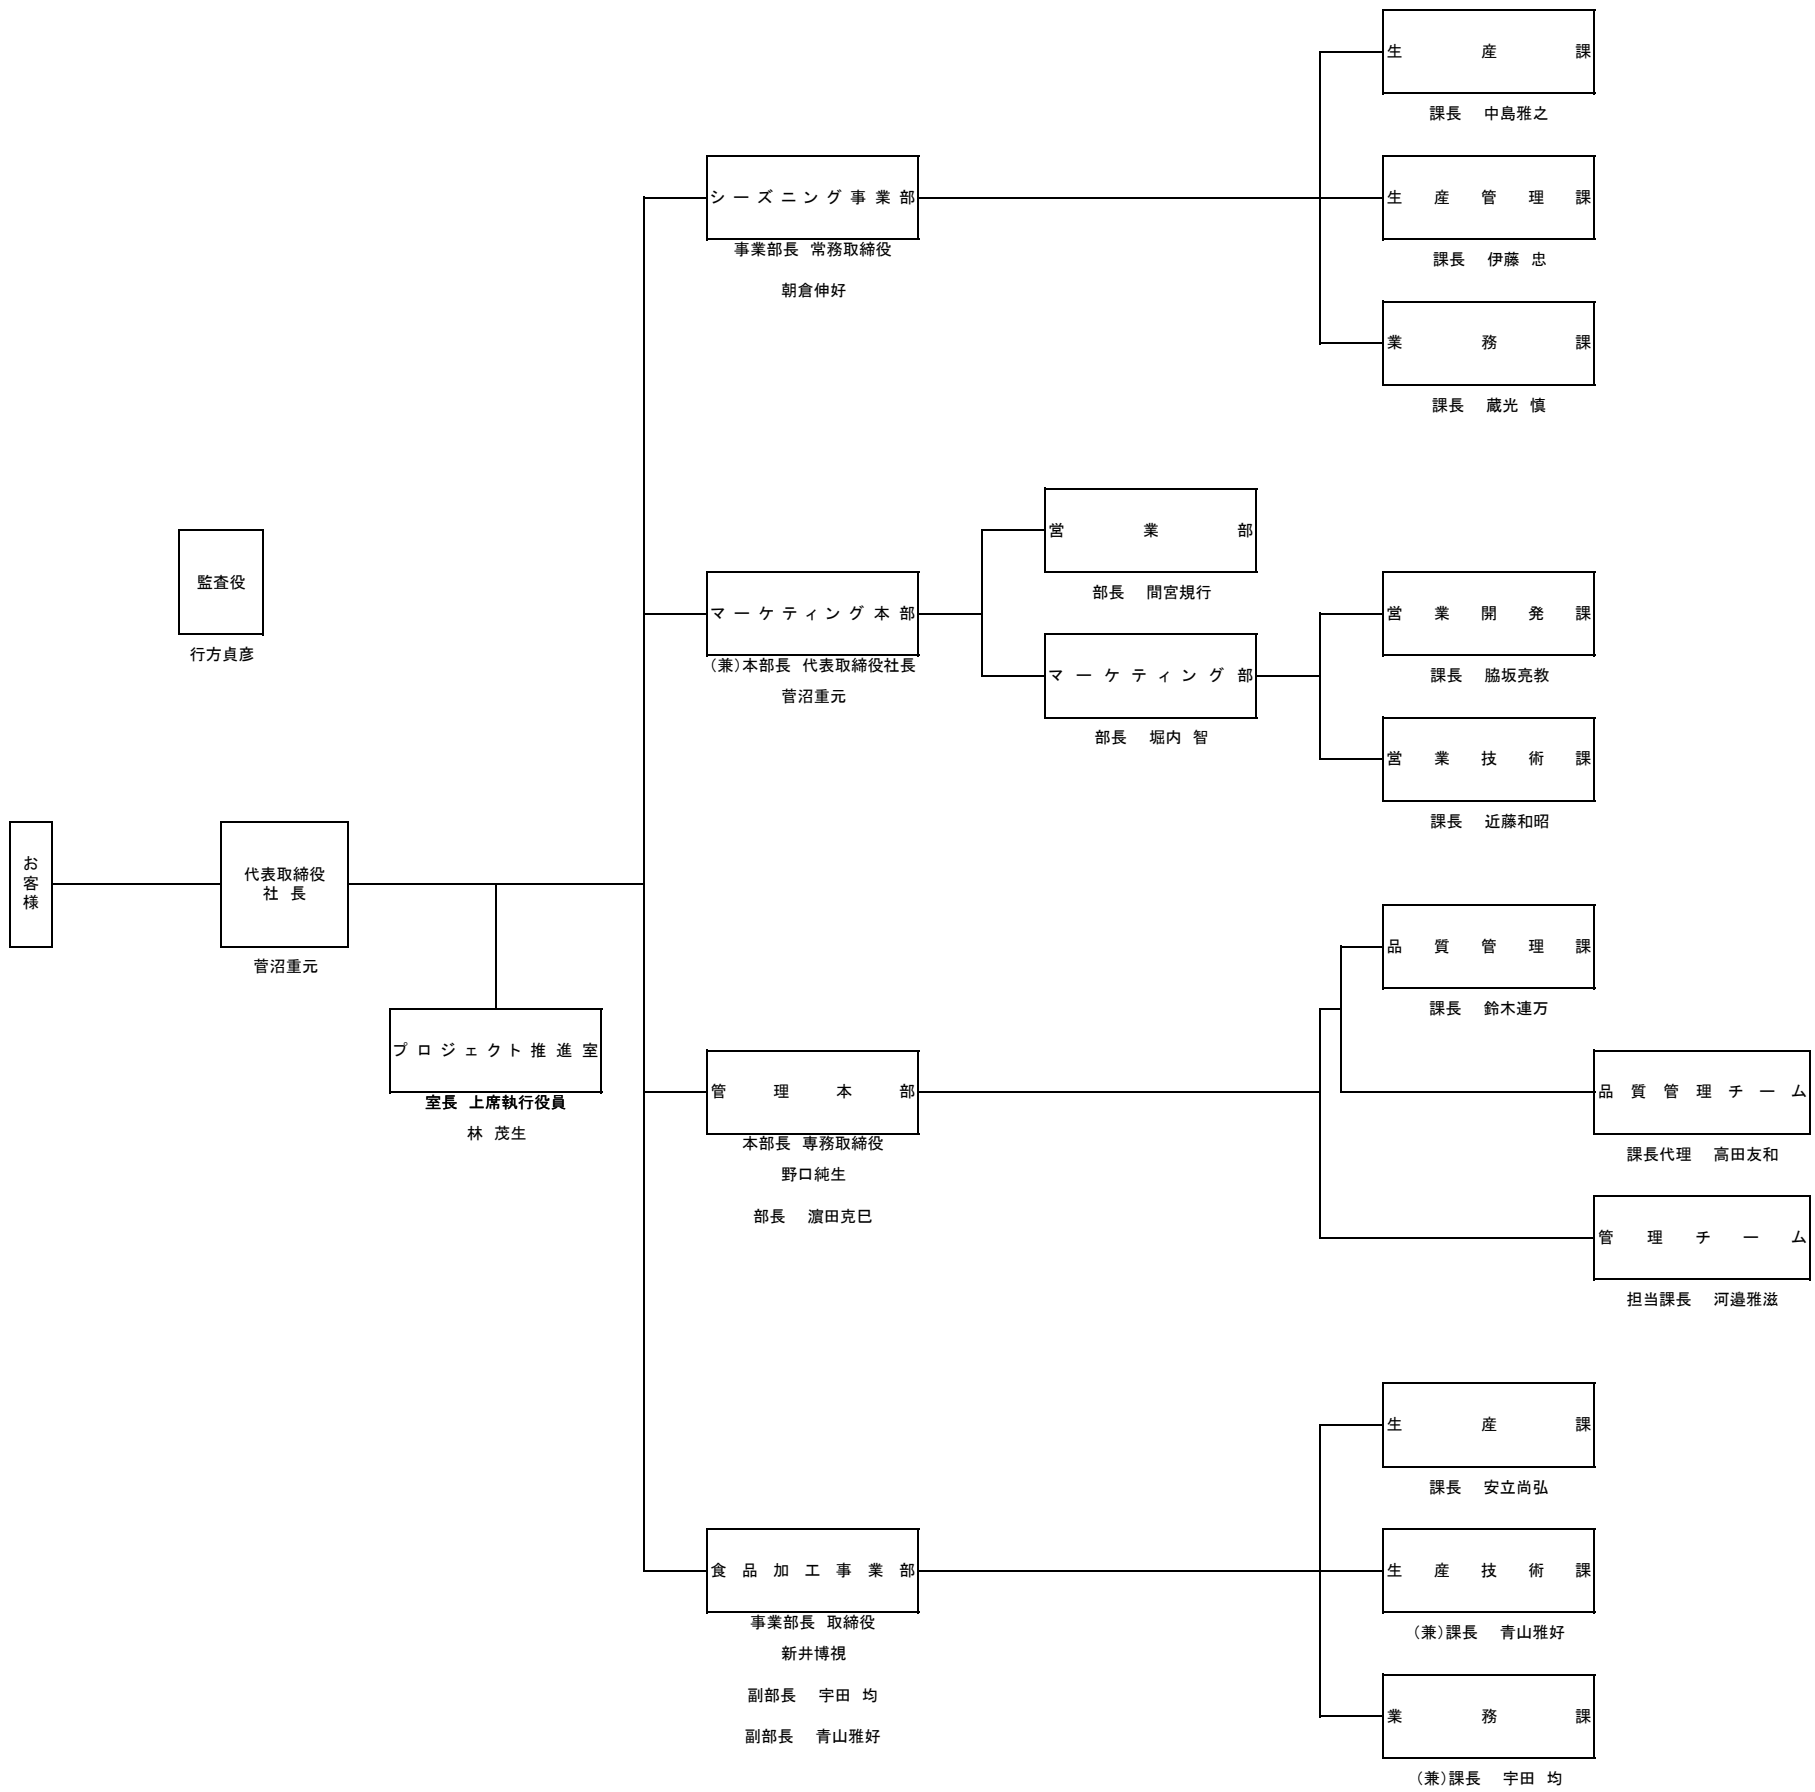 生産課
課長 中島雅之
シーズニング事業部
事業部長 常務取締役
朝倉伸好
生産管理課
課長 伊藤 忠
業務課
課長 蔵光 慎
監査役
行方貞彦
営業部
部長 間宮規行
マーケティング本部
（兼）本部長 代表取締役社長
菅沼重元
マーケティング部
部長 堀内 智
営業開発課
課長 脇坂亮教
営業技術課
課長 近藤和昭
お客様
代表取締役
社 長
菅沼重元
プロジェクト推進室
室長 上席執行役員
林 茂生
品質管理課
課長 鈴木連万
管理本部
本部長 専務取締役
野口純生
部長 濵田克巳
品質管理チーム
課長代理 高田友和
管理チーム
担当課長 河邉雅滋
生産課
課長 安立尚弘
食品加工事業部
事業部長 取締役
新井博視
副部長 宇田 均
副部長 青山雅好
生産技術課
（兼）課長 青山雅好
業務課
（兼）課長 宇田 均